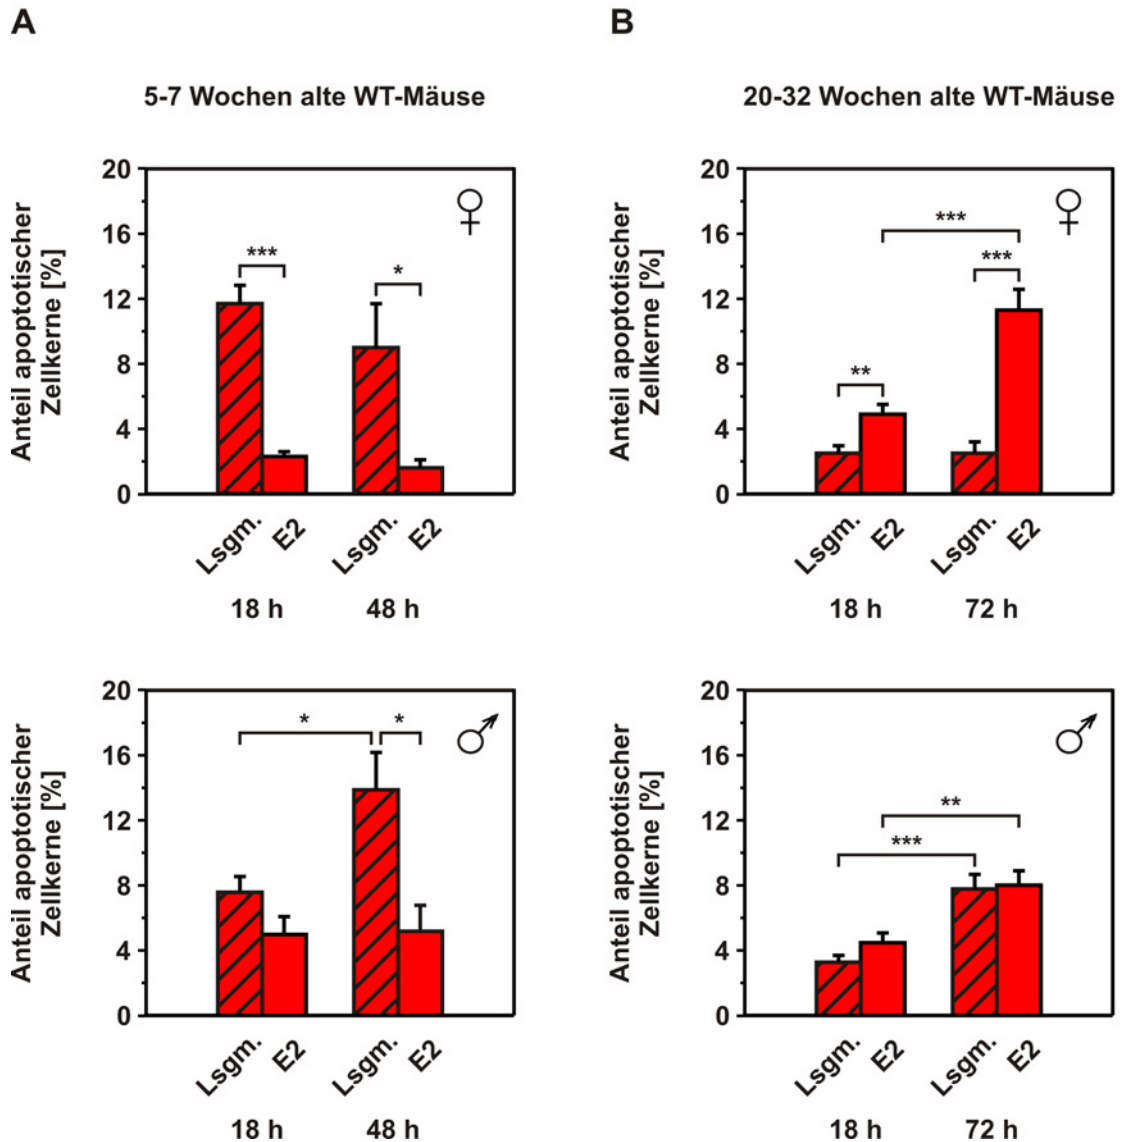 A
B
5-7 Wochen alte WT-Mäuse
20-32 Wochen alte WT-Mäuse
Anteil apoptotischer
Zellkerne [%]
20
16
12
8
4
0
***
*
Lsgm.
E2
Lsgm.
E2
18 h
48 h
Anteil apoptotischer
Zellkerne [%]
20
16
12
8
4
0
**
***
***
Lsgm.
E2
Lsgm.
E2
18 h
72 h
Anteil apoptotischer
Zellkerne [%]
20
16
12
8
4
0
*
*
Lsgm.
E2
Lsgm.
E2
18 h
48 h
Anteil apoptotischer
Zellkerne [%]
20
16
12
8
4
0
***
**
Lsgm.
E2
Lsgm.
E2
18 h
72 h